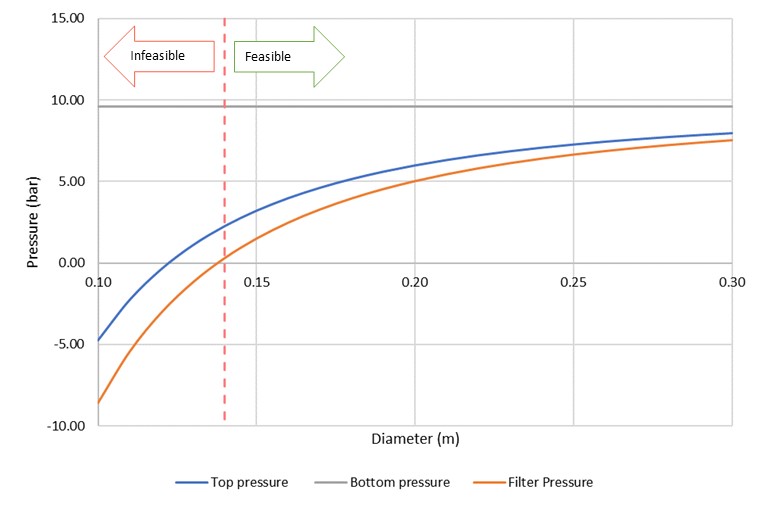 15.00
Infeasible
Feasible
10.00
5.00
Pressure (bar)
0.00
0.10
0.15
0.20
0.25
0.30
-5.00
-10.00
Diameter (m)
Top pressure
Bottom pressure
Filter Pressure